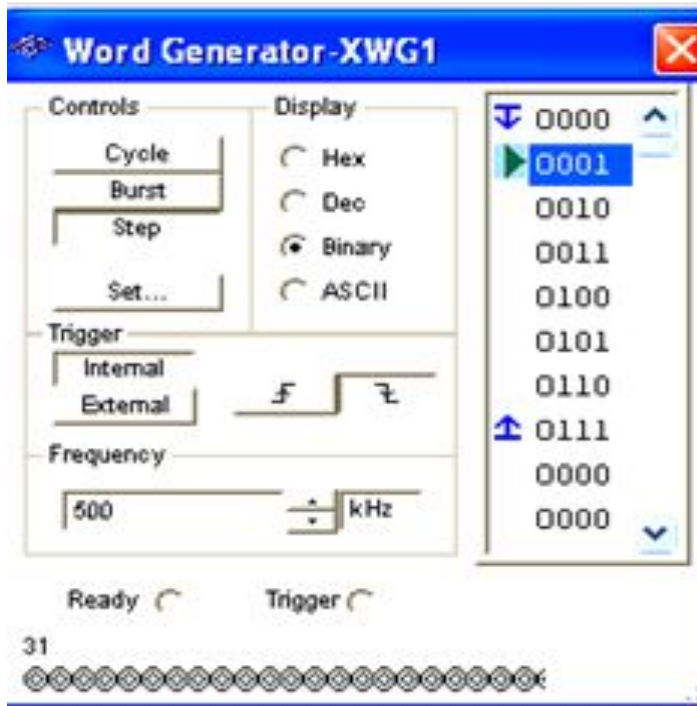 Word Generator-XWG1
Controls
Cycle
Burst
Step
Set...
Display
Hex
Dec
Binary
ASCII
Trigger
Internal
External
Frequency
500
kHz
0000
0001
0010
0011
0100
0101
0110
0111
0000
0000
Ready
Trigger
31